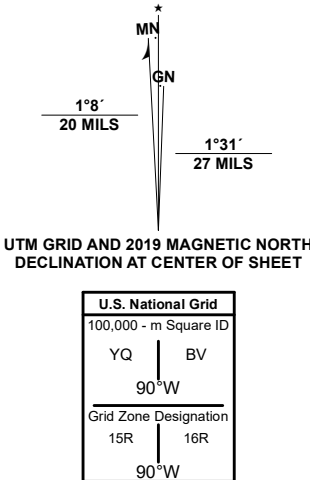 MN
GN
1°8´
20 MILS
1°31´
27 MILS
UTM GRID AND 2019 MAGNETIC NORTH
DECLINATION AT CENTER OF SHEET
U.S. National Grid
100,000 - m Square ID
YQ BV
90°W
Grid Zone Designation
15R 16R
90°W